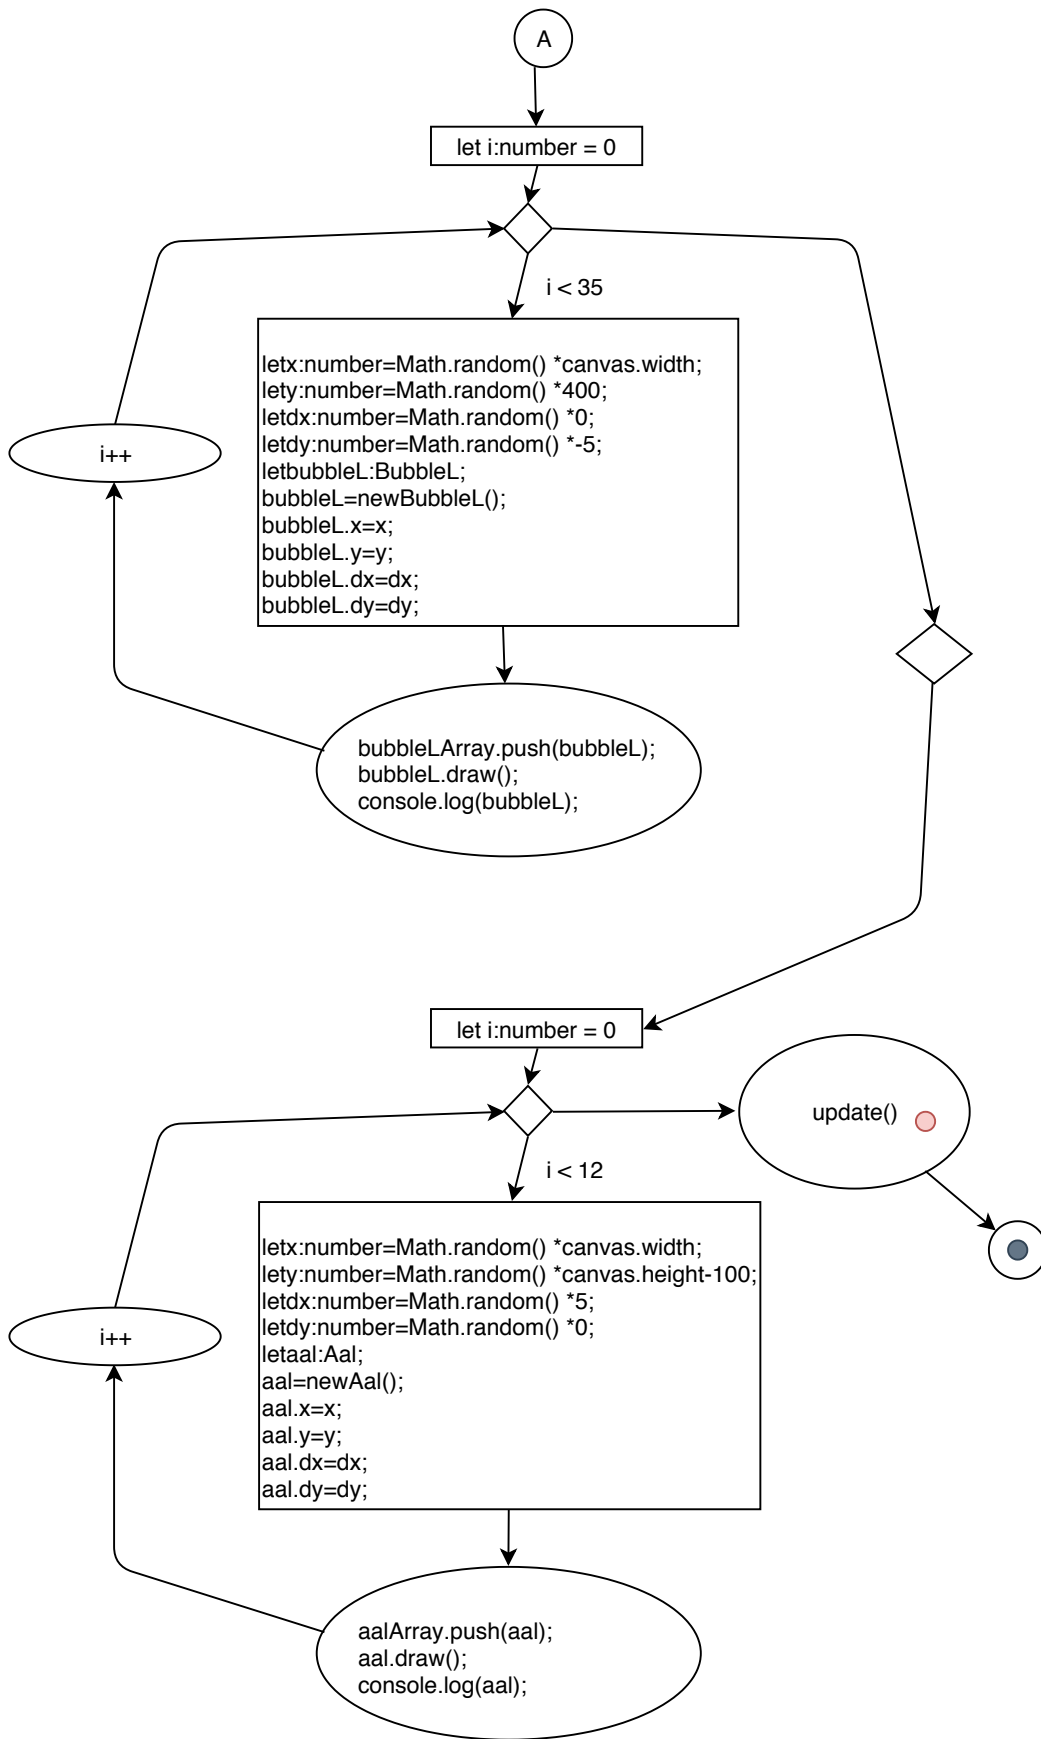 A
let i:number = 0
i < 35
letx:number=Math.random() *canvas.width;
lety:number=Math.random() *400;
letdx:number=Math.random() *0;
letdy:number=Math.random() *-5;
letbubbleL:BubbleL;
bubbleL=newBubbleL();
bubbleL.x=x;
bubbleL.y=y;
bubbleL.dx=dx;
bubbleL.dy=dy;
i++
bubbleLArray.push(bubbleL);
bubbleL.draw();
console.log(bubbleL);
let i:number = 0
update()
i < 12
letx:number=Math.random() *canvas.width;
lety:number=Math.random() *canvas.height-100;
letdx:number=Math.random() *5;
letdy:number=Math.random() *0;
letaal:Aal;
aal=newAal();
aal.x=x;
aal.y=y;
aal.dx=dx;
aal.dy=dy;
i++
aalArray.push(aal);
aal.draw();
console.log(aal);